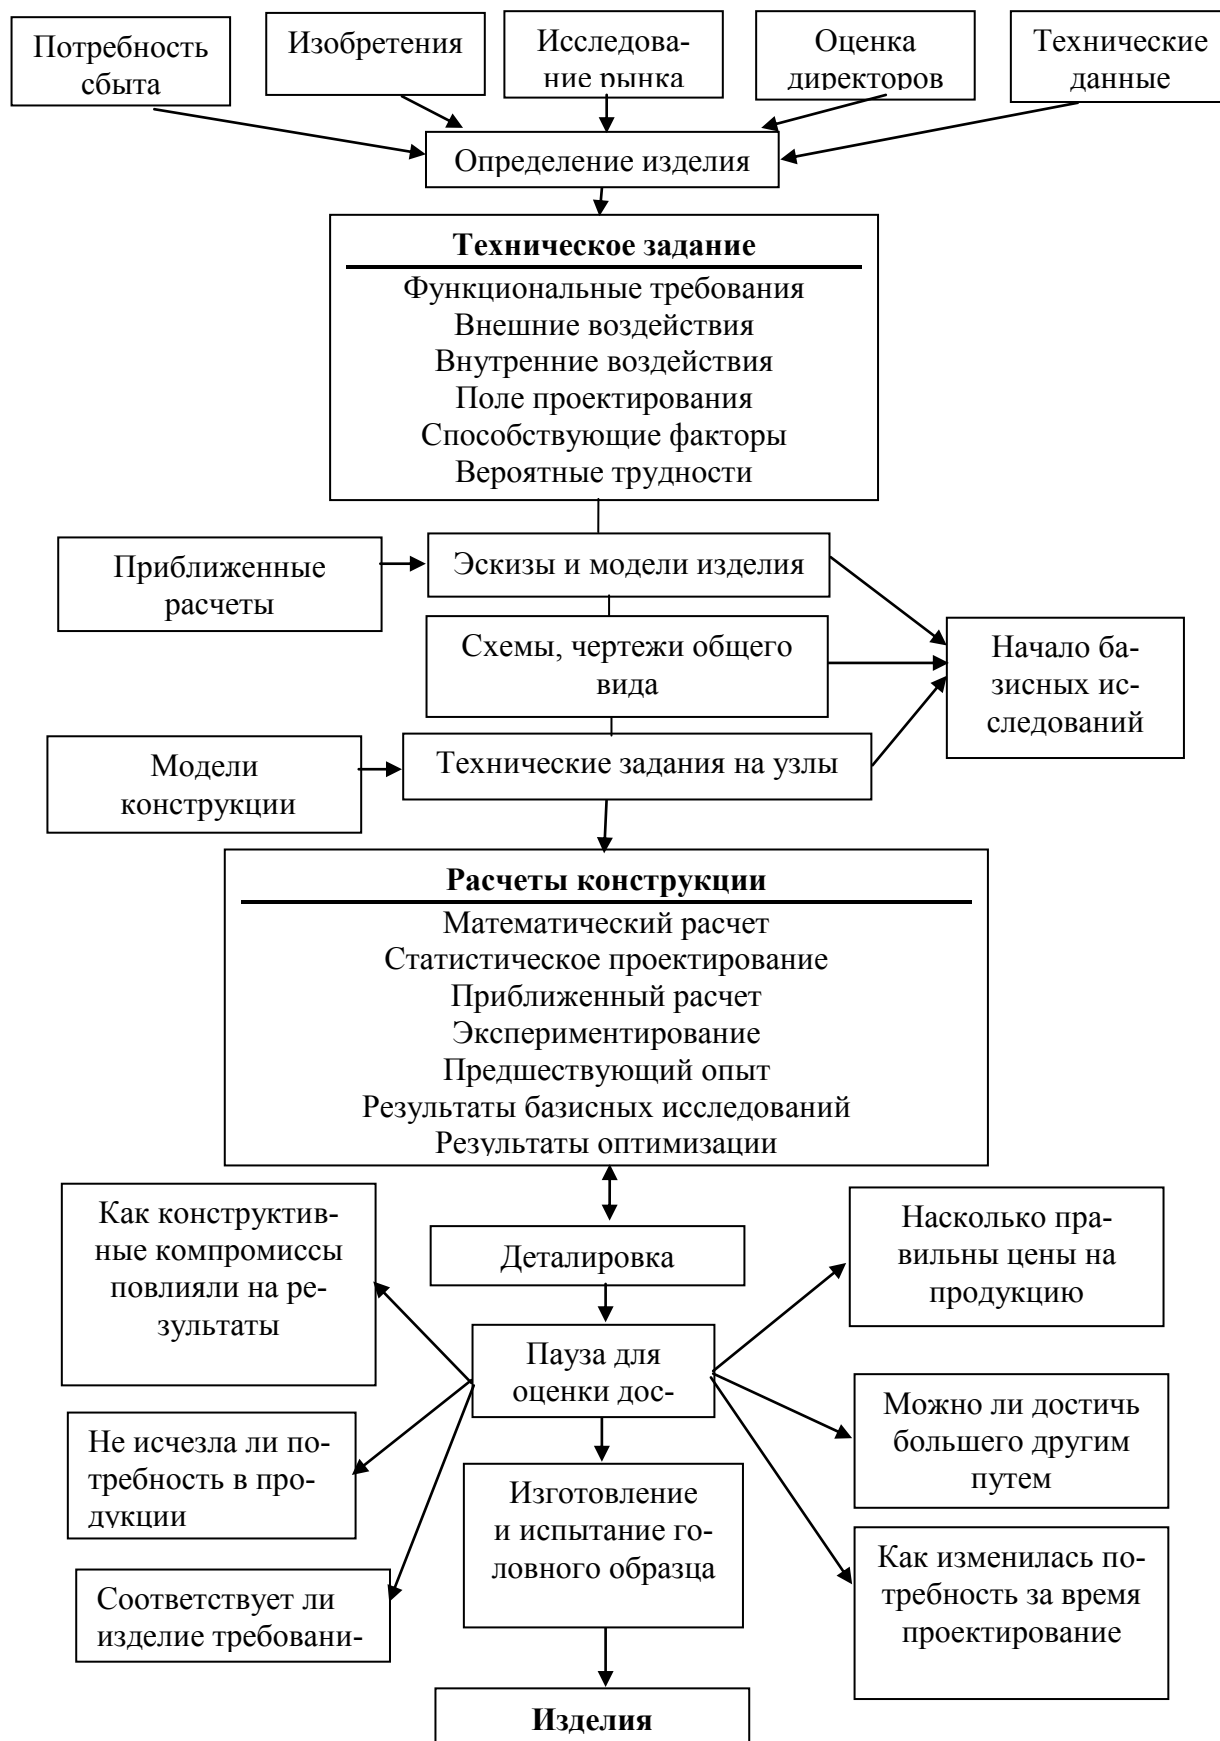 Потребность
сбыта
Изобретения
Исследова-
ние рынка
Оценка
директоров
Технические
данные
Определение изделия
Техническое задание
Функциональные требования
Внешние воздействия
Внутренние воздействия
Поле проектирования
Способствующие факторы
Вероятные трудности
Приближенные
расчеты
Эскизы и модели изделия
Схемы, чертежи общего
вида
Начало ба-
зисных ис-
следований
Модели
конструкции
Технические задания на узлы
Расчеты конструкции
Математический расчет
Статистическое проектирование
Приближенный расчет
Экспериментирование
Предшествующий опыт
Результаты базисных исследований
Результаты оптимизации
Как конструктив-
ные компромиссы
повлияли на ре-
зультаты
Деталировка
Насколько пра-
вильны цены на
продукцию
Пауза для
оценки дос-
Не исчезла ли по-
требность в про-
дукции
Можно ли достичь
большего другим
путем
Изготовление
и испытание го-
ловного образца
Соответствует ли
изделие требовани-
Как изменилась по-
требность за время
проектирование
Изделия